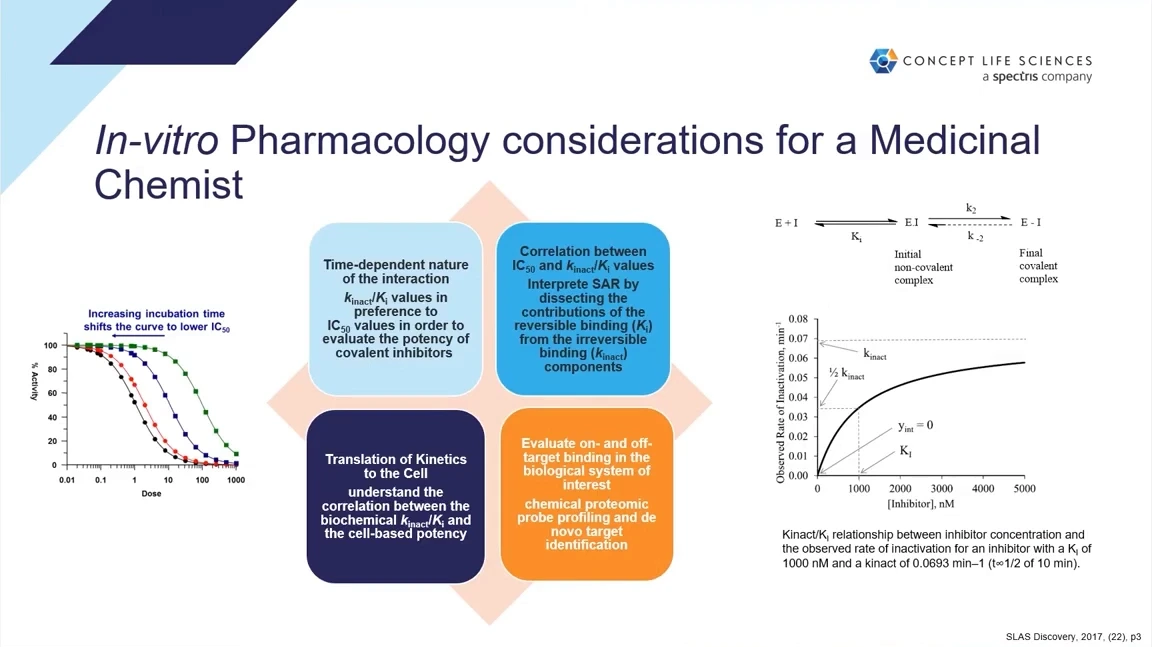 CONCEPT LIFE SCIENCES
a spectris company
In-vitro Pharmacology considerations for a Medicinal
Chemist
Increasing incubation time
shifts the curve to lower IC50
% Activity
100
80
60
40
20
0
0.01
0.1
1
10
100
1000
Dose
Time-dependent nature
of the interaction
kinact/Ki values in
preference to
IC50 values in order to
evaluate the potency of
covalent inhibitors
Correlation between
IC50 and kinact/Ki values
Interprete SAR by
dissecting the
contributions of the
reversible binding (Ki)
from the irreversible
binding (kinact)
components
Translation of Kinetics
to the Cell
understand the
correlation between the
biochemical kinact/Ki and
the cell-based potency
Evaluate on- and off-
target binding in the
biological system of
interest
chemical proteomic
probe profiling and de
novo target
identification
E + I
Ki
E.I
k2
k -2
E - I
Initial
non-covalent
complex
Final
covalent
complex
Observed Rate of Inactivation, min-1
0.08
0.07
0.06
0.05
0.04
0.03
0.02
0.01
0.00
kinact
½ kinact
yint = 0
KI
0
1000
2000
3000
4000
5000
[Inhibitor], nM
Kinact/KI relationship between inhibitor concentration and
the observed rate of inactivation for an inhibitor with a KI of
1000 nM and a kinact of 0.0693 min–1 (t∞1/2 of 10 min).
SLAS Discovery, 2017, (22), p3